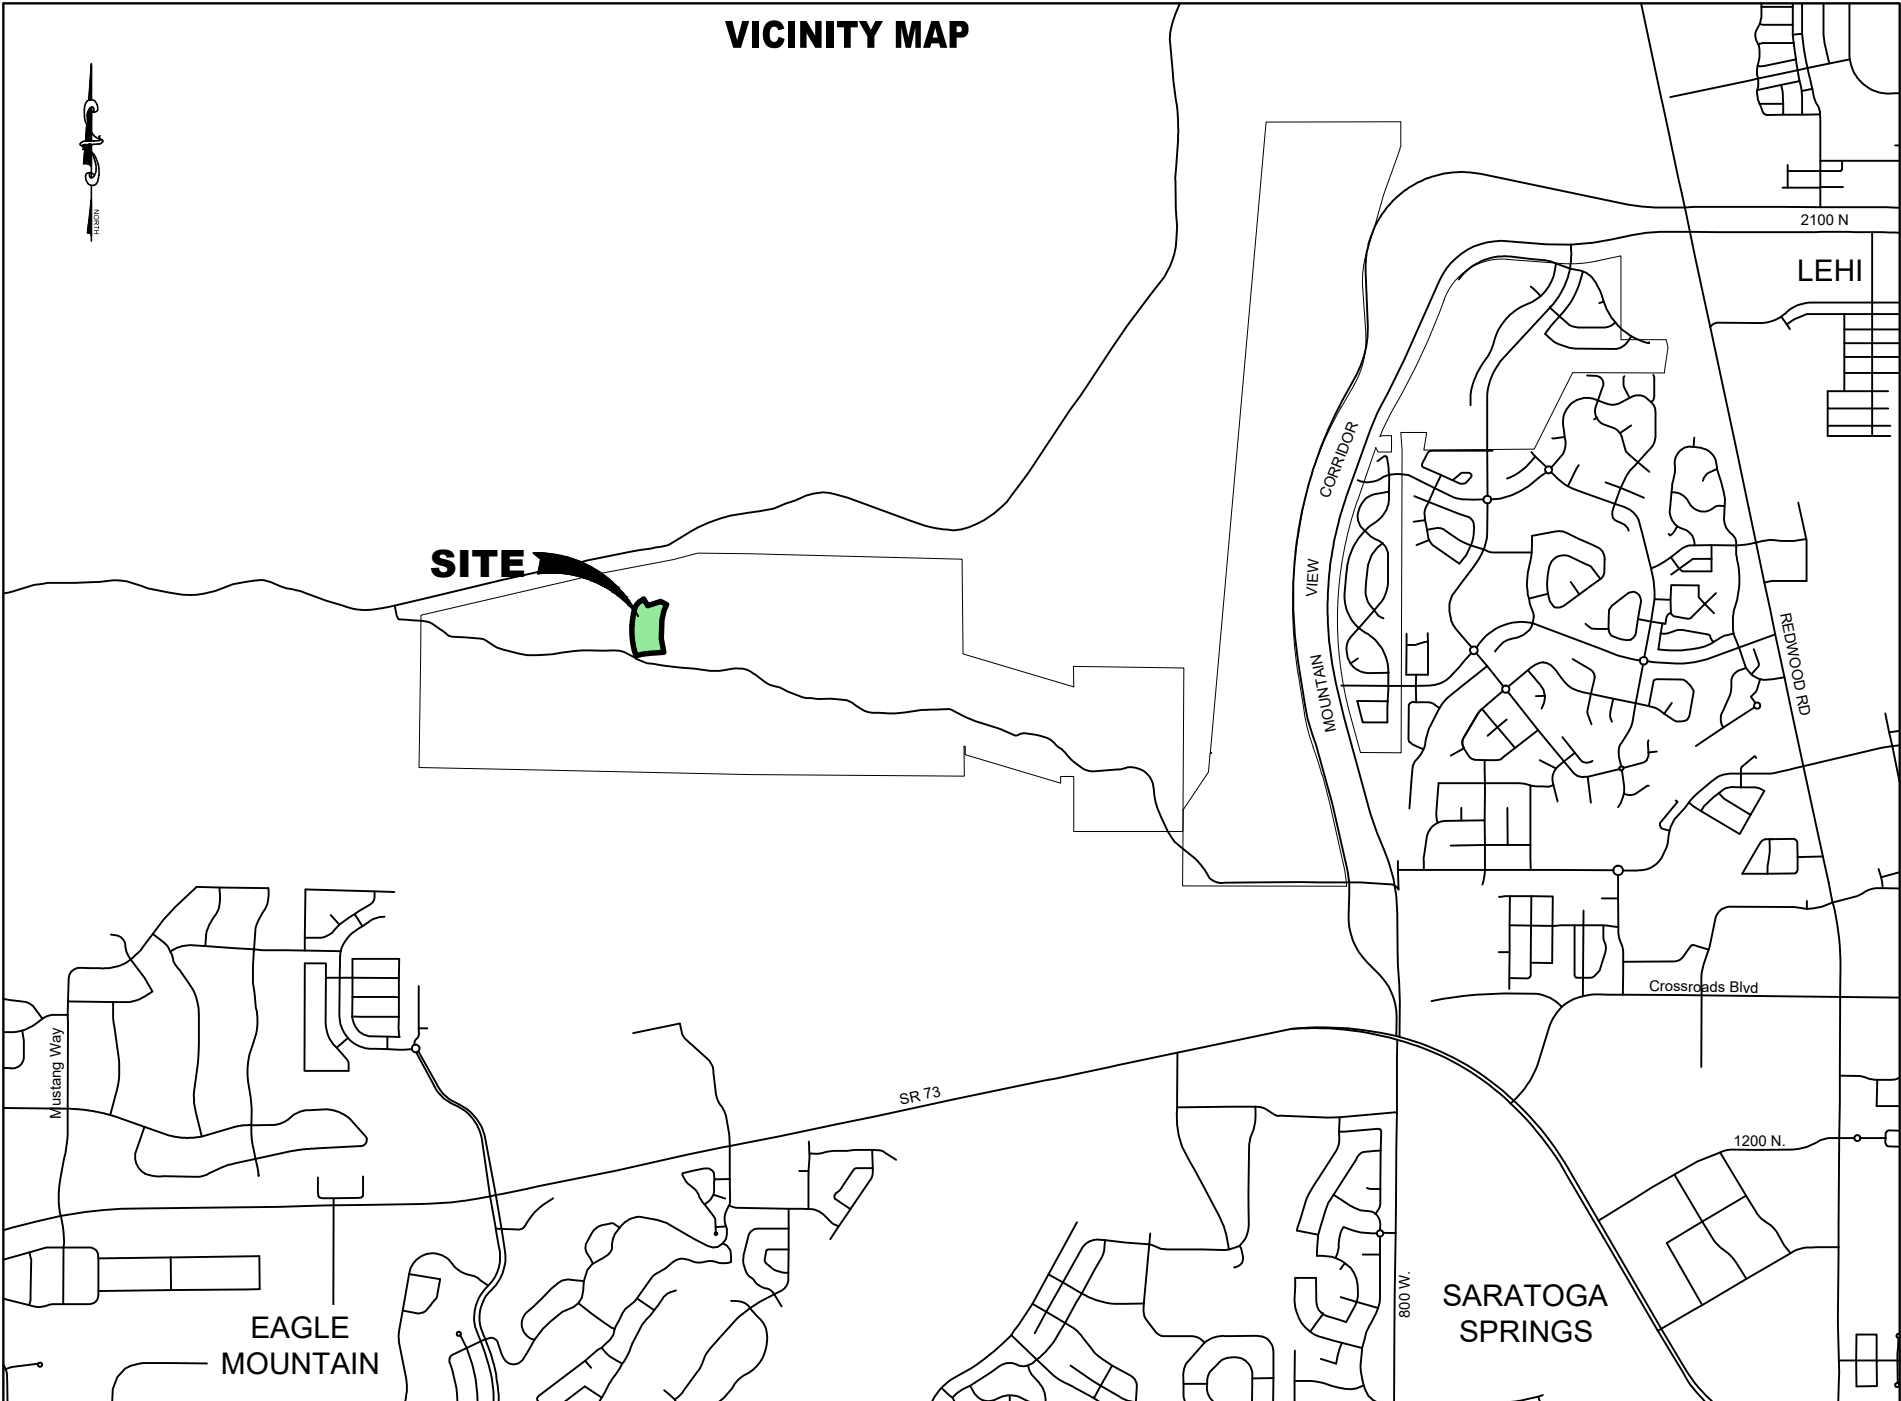 VICINITY MAP
NORTH
2100 N
LEHI
MOUNTAIN VIEW CORRIDOR
SITE
REDWOOD RD
Crossroads Blvd
Mustang Way
SR 73
1200 N.
800 W.
SARATOGA
SPRINGS
EAGLE
MOUNTAIN